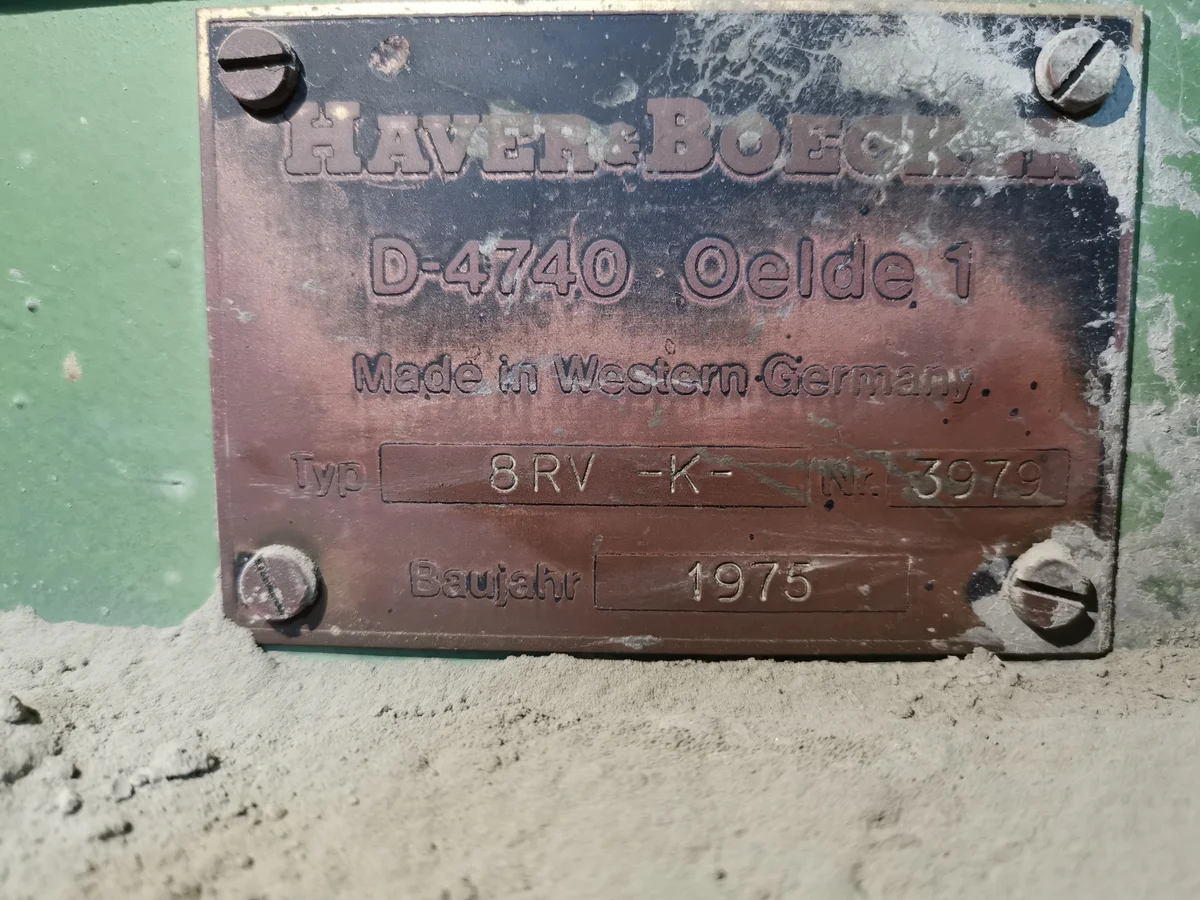 HAVER & BOECKER
D-4740 Oelde 1
Made in Western Germany
Typ 8RV -K- Nr. 3979
Baujahr 1975